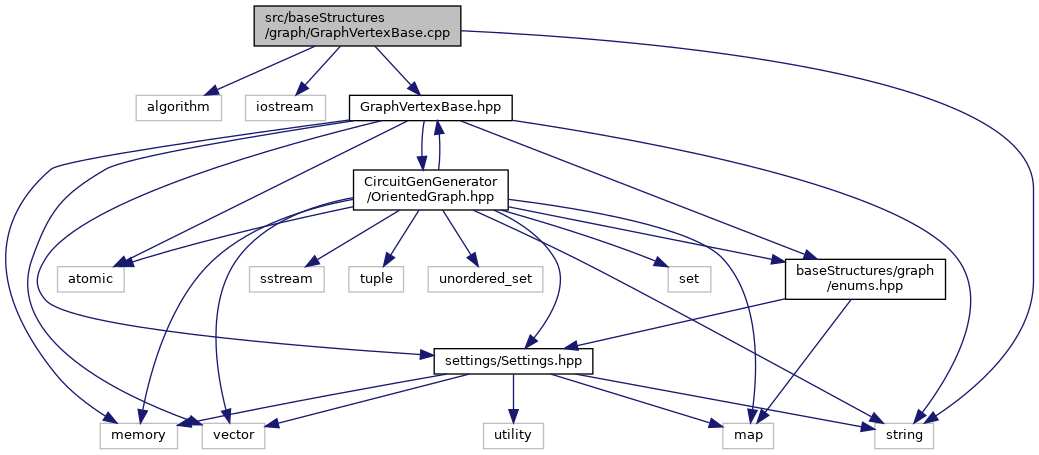 src/baseStructures
/graph/GraphVertexBase.cpp
algorithm
iostream
GraphVertexBase.hpp
CircuitGenGenerator
/OrientedGraph.hpp
atomic
sstream
tuple
unordered_set
set
baseStructures/graph
/enums.hpp
settings/Settings.hpp
memory
vector
utility
map
string